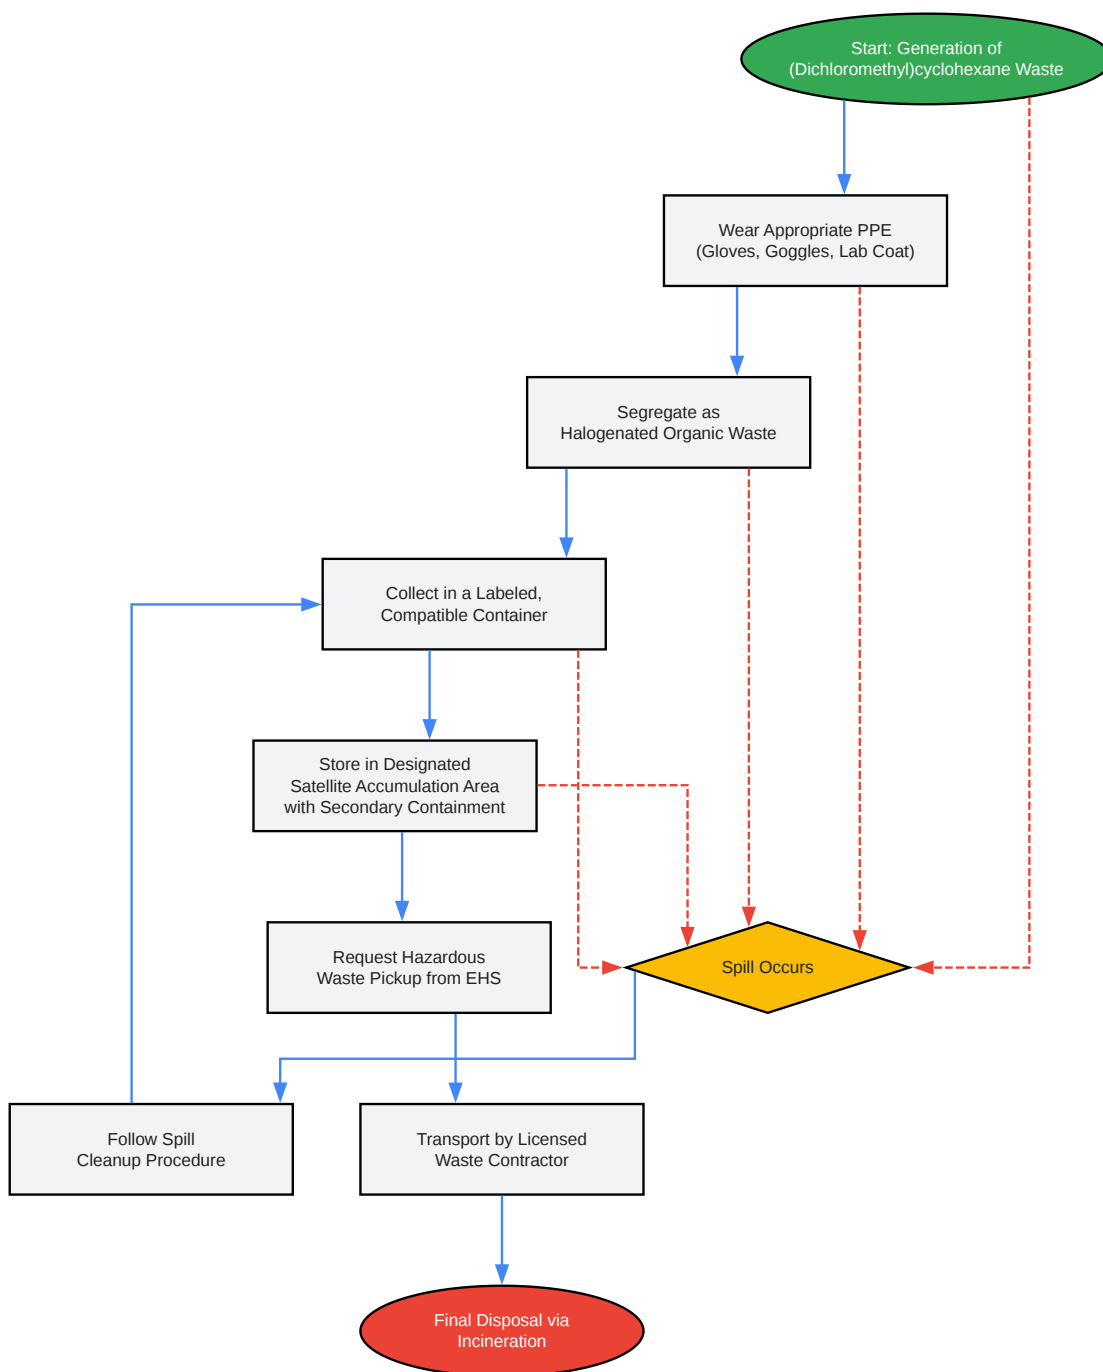 Start: Generation of
(Dichloromethyl)cyclohexane Waste
Wear Appropriate PPE
(Gloves, Goggles, Lab Coat)
Segregate as
Halogenated Organic Waste
Collect in a Labeled,
Compatible Container
Store in Designated
Satellite Accumulation Area
with Secondary Containment
Request Hazardous
Waste Pickup from EHS
Spill Occurs
Follow Spill
Cleanup Procedure
Transport by Licensed
Waste Contractor
Final Disposal via
Incineration